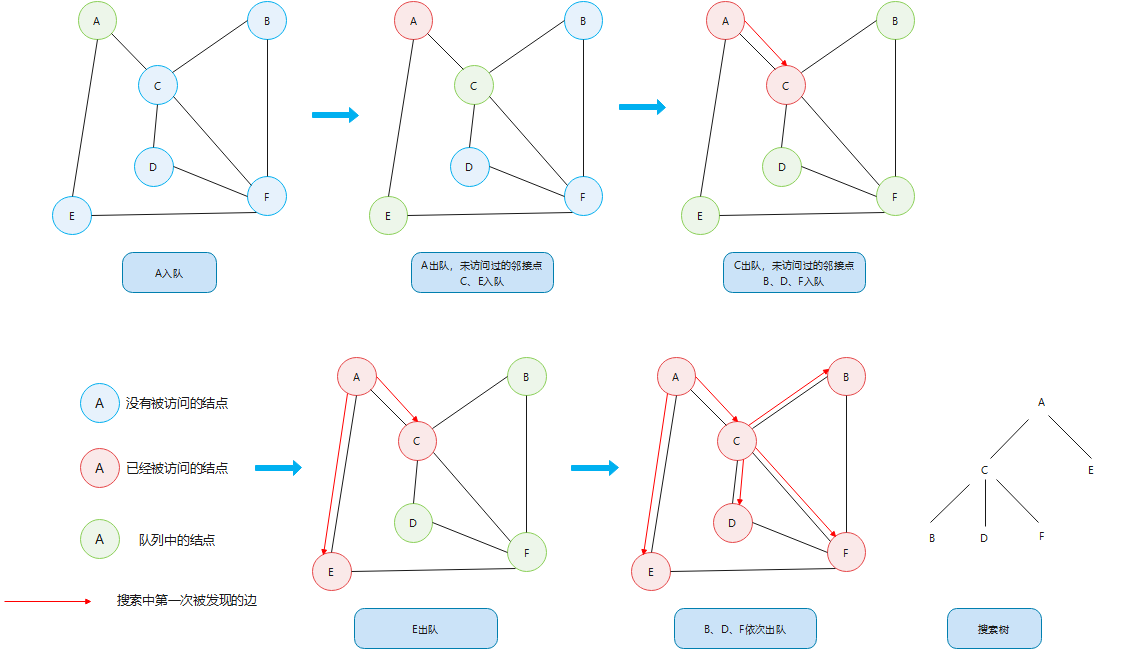 A
B
C
D
F
E
A入队
A
B
C
D
F
E
A出队，未访问过的邻接点
C、E入队
A
B
C
D
F
E
C出队，未访问过的邻接点
B、D、F入队
A 没有被访问的结点
A 已经被访问的结点
A 队列中的结点
搜索中第一次被发现的边
A
B
C
D
F
E
E出队
A
B
C
D
F
E
B、D、F依次出队
A
C
E
B
D
F
搜索树